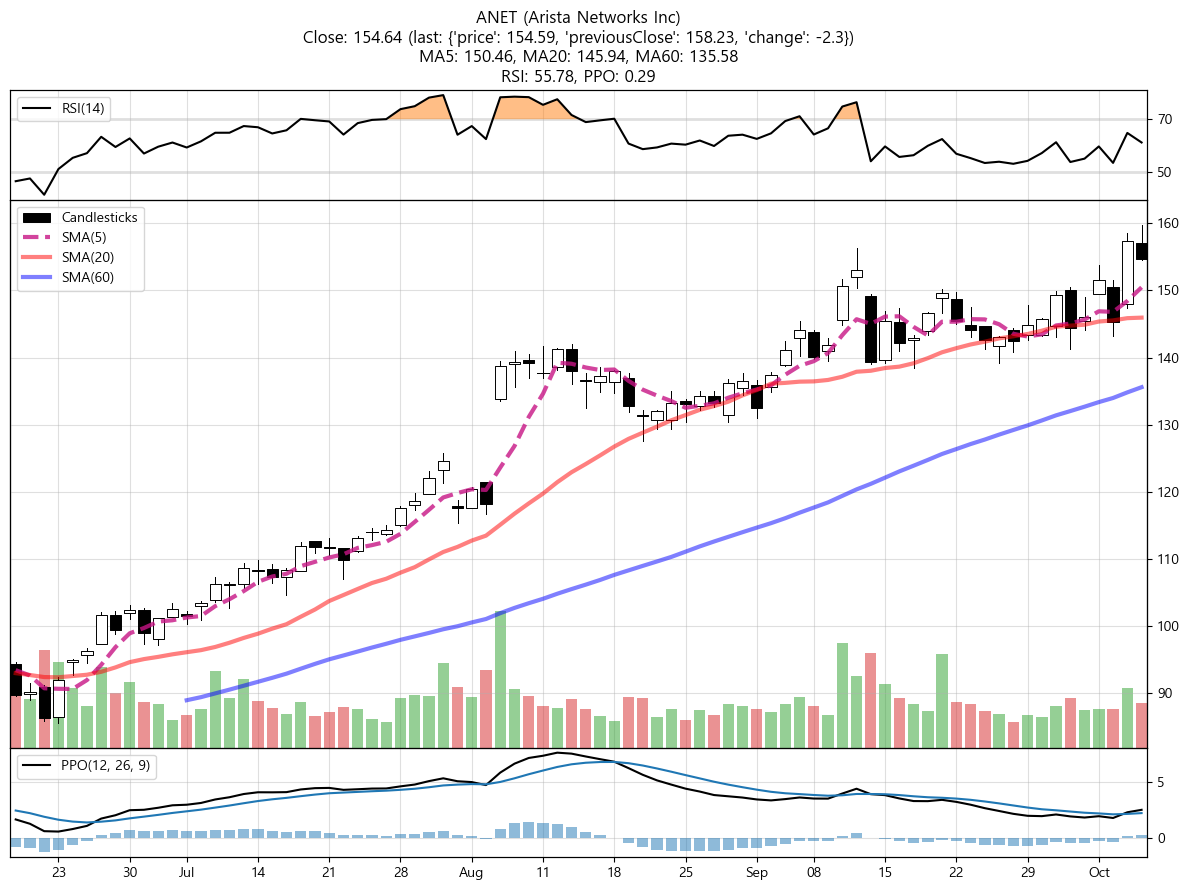 ANET (Arista Networks Inc)
Close: 154.64 (last: {'price': 154.59, 'previousClose': 158.23, 'change': -2.3})
MA5: 150.46, MA20: 145.94, MA60: 135.58
RSI: 55.78, PPO: 0.29
RSI(14)
70
50
Candlesticks
SMA(5)
SMA(20)
SMA(60)
160
150
140
130
120
110
100
90
PPO(12, 26, 9)
5
0
23 30 Jul 14 21 28 Aug 11 18 25 Sep 08 15 22 29 Oct